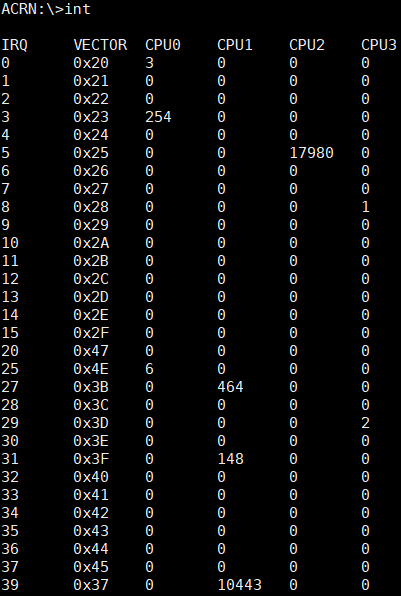 ACRN:\>int
IRQ VECTOR CPU0 CPU1 CPU2 CPU3
0 0x20 3 0 0 0
1 0x21 0 0 0 0
2 0x22 0 0 0 0
3 0x23 254 0 0 0
4 0x24 0 0 0 0
5 0x25 0 0 17980 0
6 0x26 0 0 0 0
7 0x27 0 0 0 0
8 0x28 0 0 0 1
9 0x29 0 0 0 0
10 0x2A 0 0 0 0
11 0x2B 0 0 0 0
12 0x2C 0 0 0 0
13 0x2D 0 0 0 0
14 0x2E 0 0 0 0
15 0x2F 0 0 0 0
20 0x47 0 0 0 0
25 0x4E 6 0 0 0
27 0x3B 0 464 0 0
28 0x3C 0 0 0 0
29 0x3D 0 0 0 2
30 0x3E 0 0 0 0
31 0x3F 0 148 0 0
32 0x40 0 0 0 0
33 0x41 0 0 0 0
34 0x42 0 0 0 0
35 0x43 0 0 0 0
36 0x44 0 0 0 0
37 0x45 0 0 0 0
39 0x37 0 10443 0 0